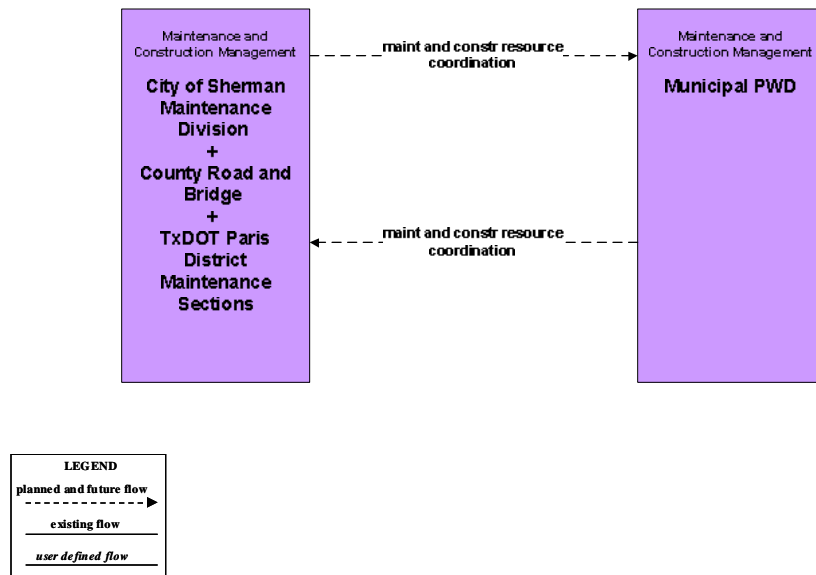 Maintenance and
Construction Management
City of Sherman
Maintenance
Division
+
County Road and
Bridge
+
TxDOT Paris
District
Maintenance
Sections
maint and constr resource
coordination
maint and constr resource
coordination
Maintenance and
Construction Management
Municipal PWD
LEGEND
planned and future flow
existing flow
user defined flow